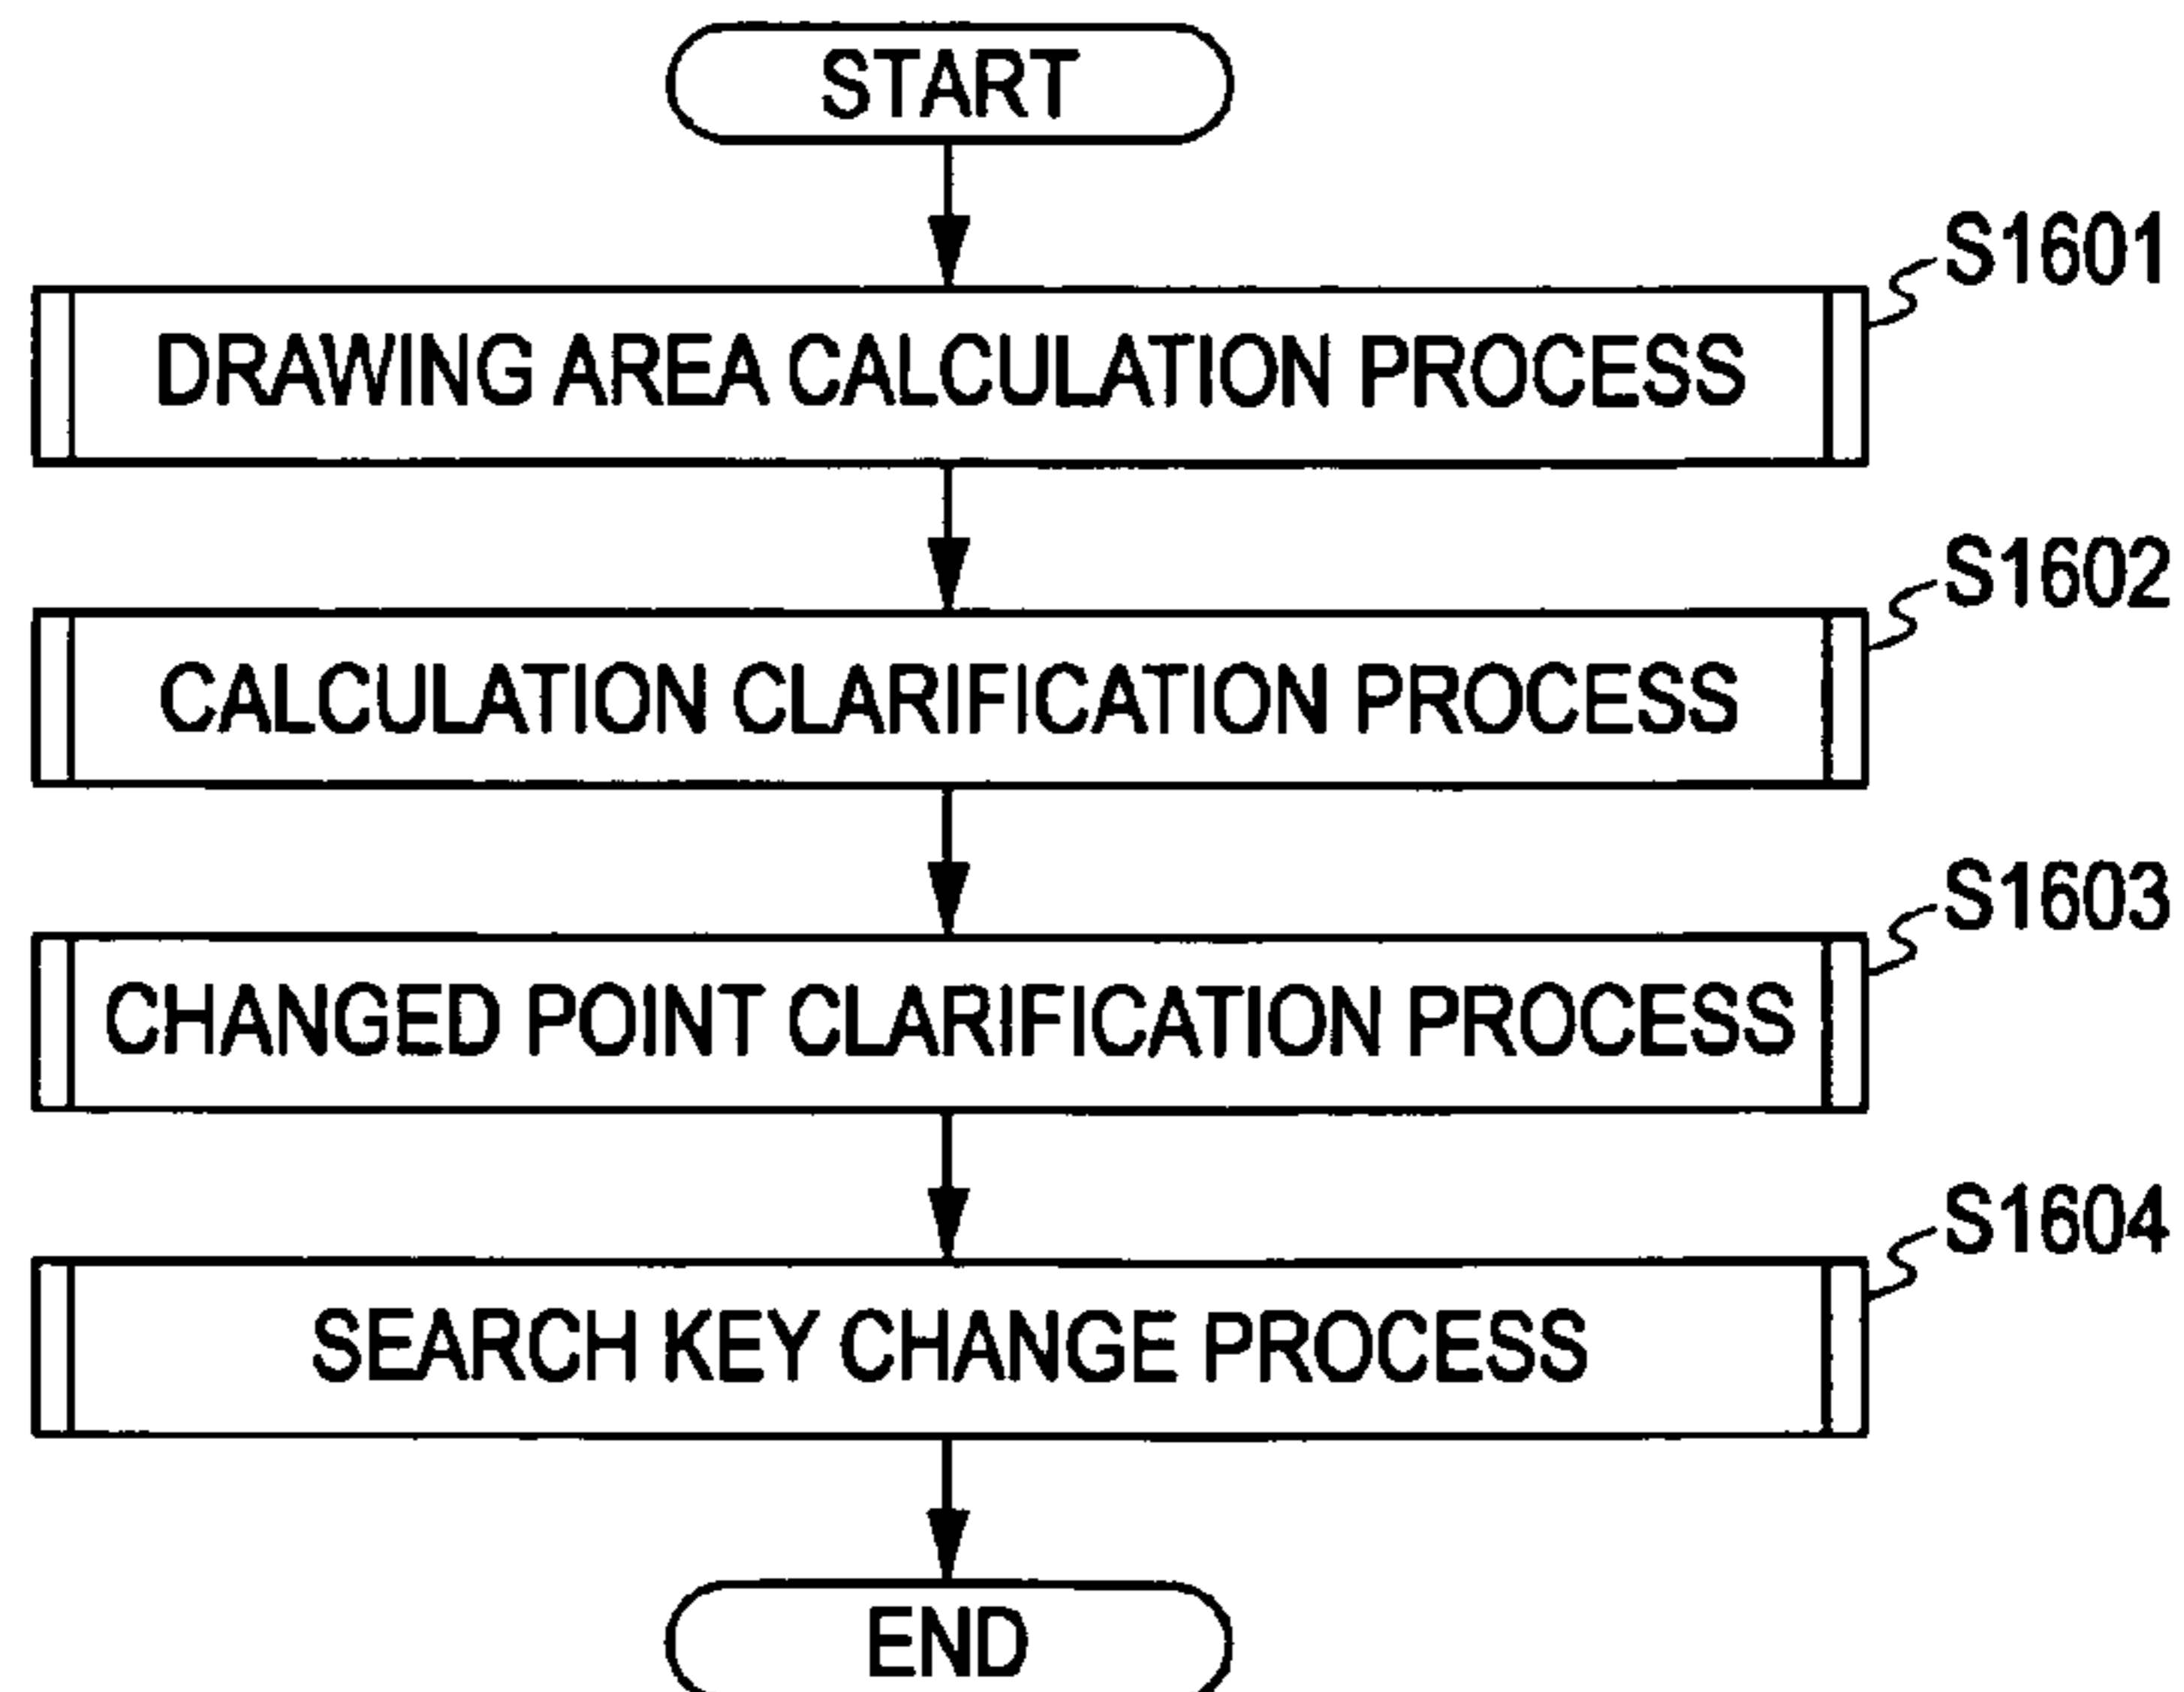 START
S1601
DRAWING AREA CALCULATION PROCESS
S1602
CALCULATION CLARIFICATION PROCESS
S1603
CHANGED POINT CLARIFICATION PROCESS
S1604
SEARCH KEY CHANGE PROCESS
END